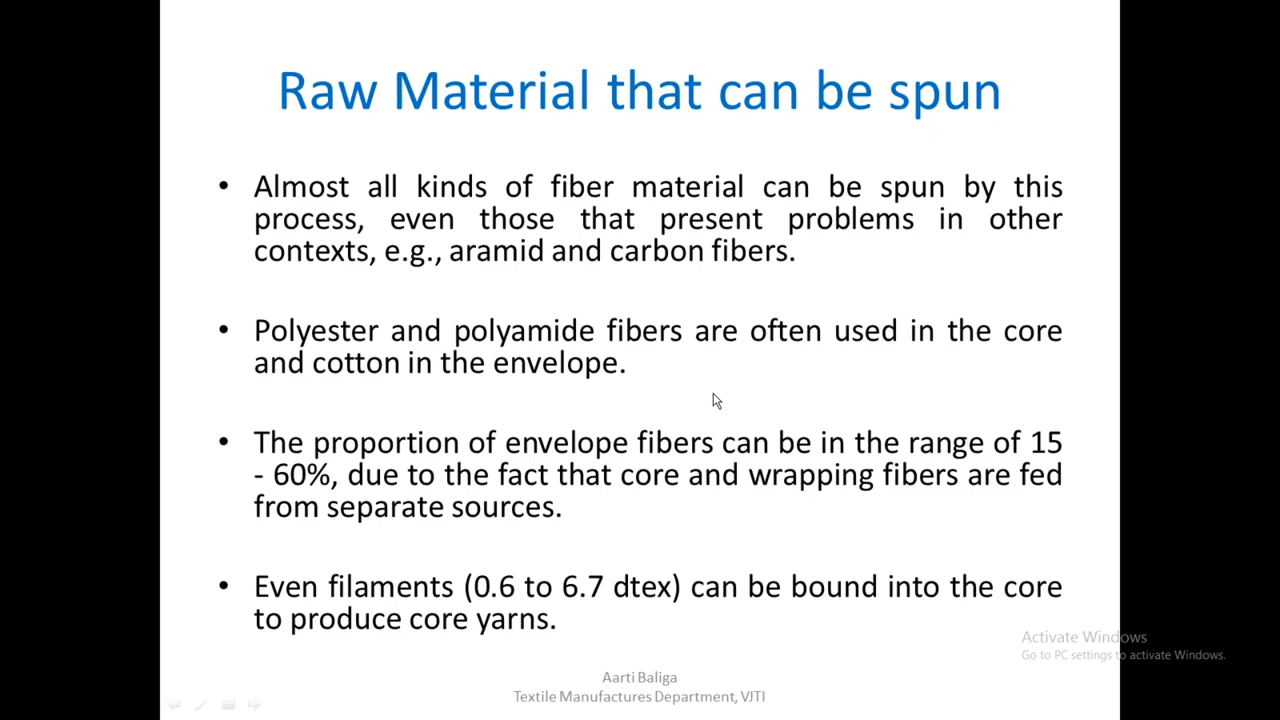 Raw Material that can be spun
• Almost all kinds of fiber material can be spun by this
process, even those that present problems in other
contexts, e.g., aramid and carbon fibers.
• Polyester and polyamide fibers are often used in the core
and cotton in the envelope.
• The proportion of envelope fibers can be in the range of 15
- 60%, due to the fact that core and wrapping fibers are fed
from separate sources.
• Even filaments (0.6 to 6.7 dtex) can be bound into the core
to produce core yarns.
Activate Windows
Go to PC settings to activate Windows.
Aarti Baliga
Textile Manufactures Department, VJTI